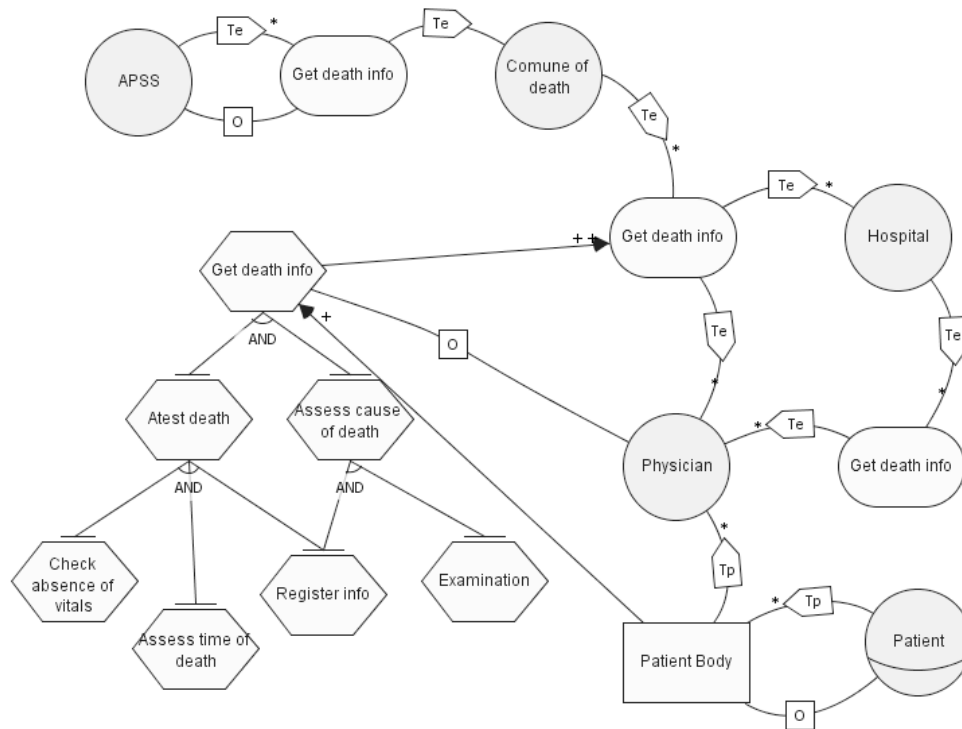 Te
*
Te
APSS
Get death info
Comune of
death
O
Te
*
Te
*
Get death info
Hospital
+ +
Get death info
+
AND
O
Te
Te
*
*
Atest death
Assess cause
of death
*
Te
Physician
Get death info
AND
AND
*
Check
absence of
vitals
Register info
Examination
Tp
*
Tp
Assess time of
death
Patient
Patient Body
O